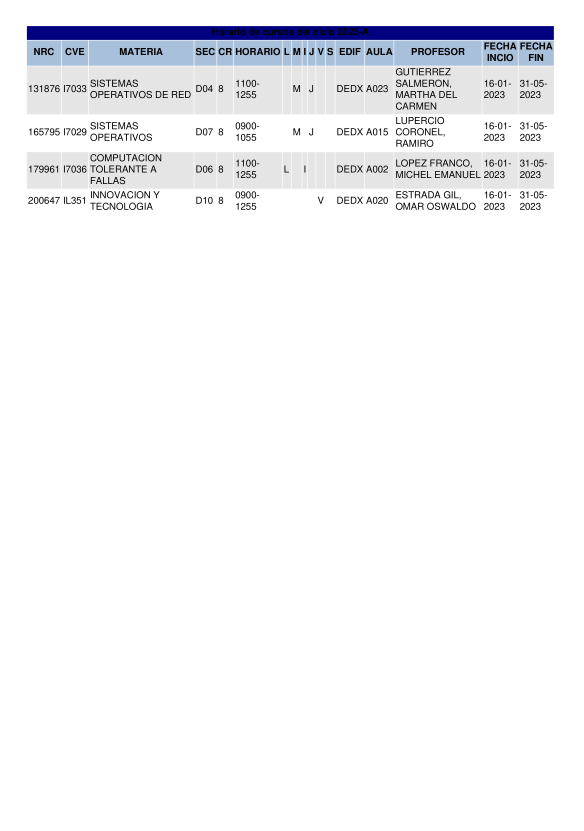 Horario de cursos del ciclo 2023-A
NRC CVE MATERIA SEC CR HORARIO L M I J V S EDIF AULA PROFESOR FECHA INCIO FECHA FIN
131876 I7033 SISTEMAS OPERATIVOS DE RED D04 8 1100-1255 M J DEDX A023 GUTIERREZ SALMERON, MARTHA DEL CARMEN 16-01-2023 31-05-2023
165795 I7029 SISTEMAS OPERATIVOS D07 8 0900-1055 M J DEDX A015 LUPERCIO CORONEL, RAMIRO 16-01-2023 31-05-2023
179961 I7036 COMPUTACION TOLERANTE A FALLAS D06 8 1100-1255 L I DEDX A002 LOPEZ FRANCO, MICHEL EMANUEL 16-01-2023 31-05-2023
200647 IL351 INNOVACION Y TECNOLOGIA D10 8 0900-1255 V DEDX A020 ESTRADA GIL, OMAR OSWALDO 16-01-2023 31-05-2023